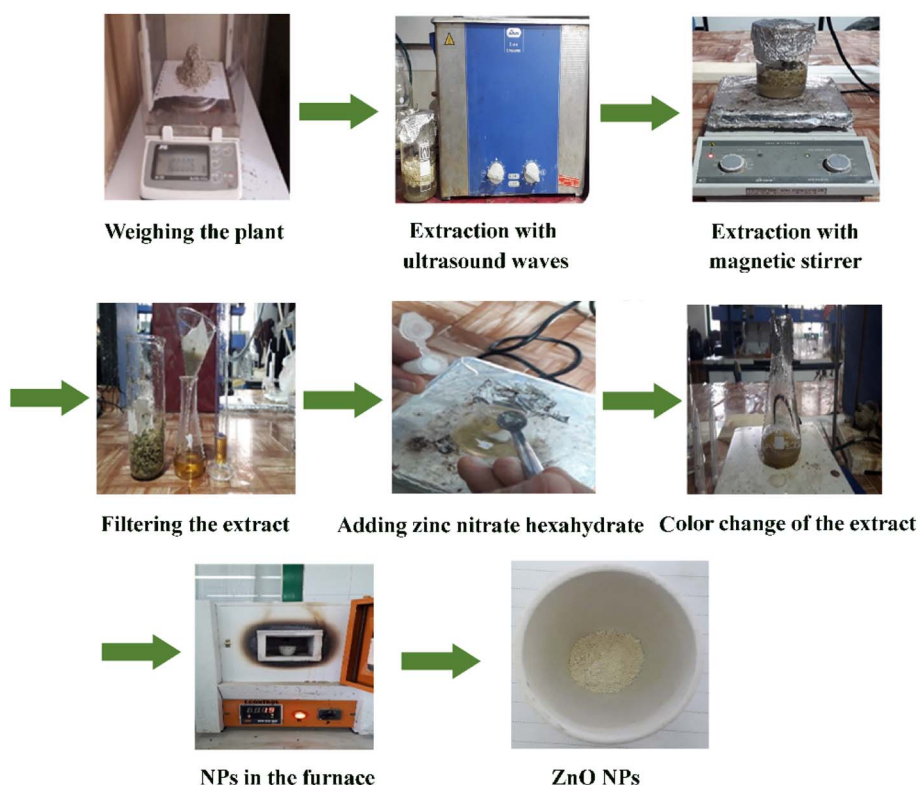 Weighing the plant
Extraction with
ultrasound waves
Extraction with
magnetic stirrer
Filtering the extract
Adding zinc nitrate hexahydrate
Color change of the extract
NPs in the furnace
ZnO NPs